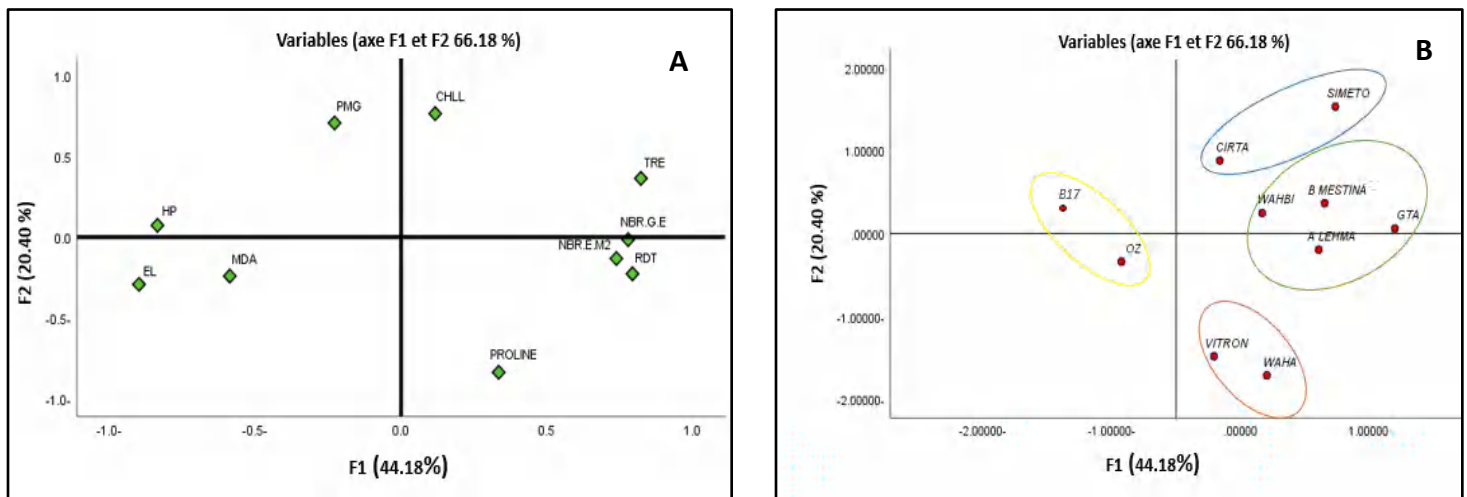 Variables (axe F1 et F2 66.18 %)
A
F2 (20.40 %)
1.0
0.5
0.0
-0.5-
-1.0-
PMG
CHLL
TRE
HP
NBR.G.E
NBR.E.M2
RDT
EL
MDA
PROLINE
-1.0-
-0.5-
0.0
0.5
1.0
F1 (44.18%)
Variables (axe F1 et F2 66.18 %)
B
F2 (20.40 %)
2.00000
1.00000
.00000
-1.00000-
-2.00000-
SIMETO
CIRTA
B17
WAHBI
B MESTINA
GTA
A LEHMA
OZ
VITRON
WAHA
-2.00000-
-1.00000-
.00000
1.00000
F1 (44.18%)